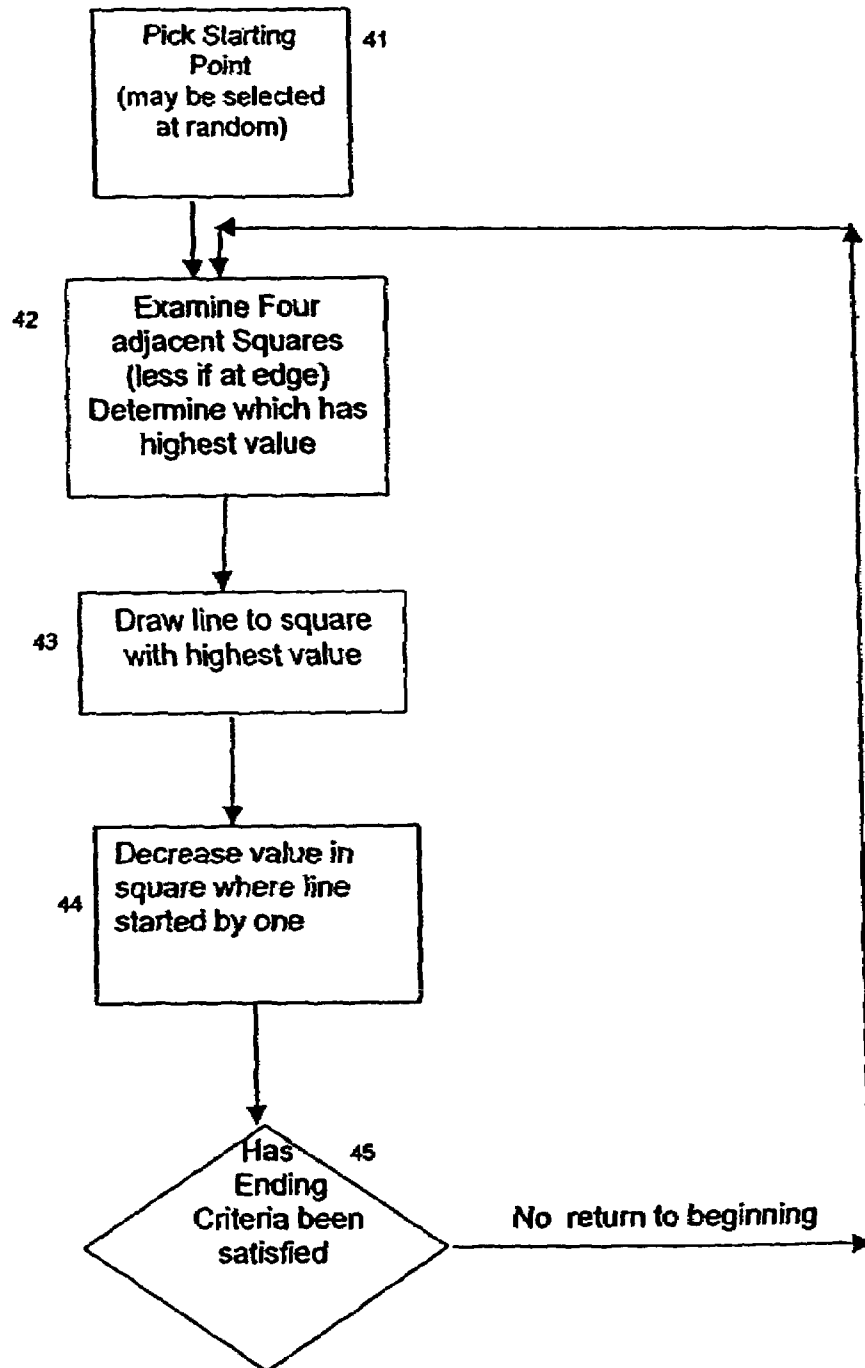 Pick Starting
Point
(may be selected
at random)
41
42
Examine Four
adjacent Squares
(less if at edge)
Determine which has
highest value
43
Draw line to square
with highest value
44
Decrease value in
square where line
started by one
Has
45
Ending
Criteria been
satisfied
No return to beginning